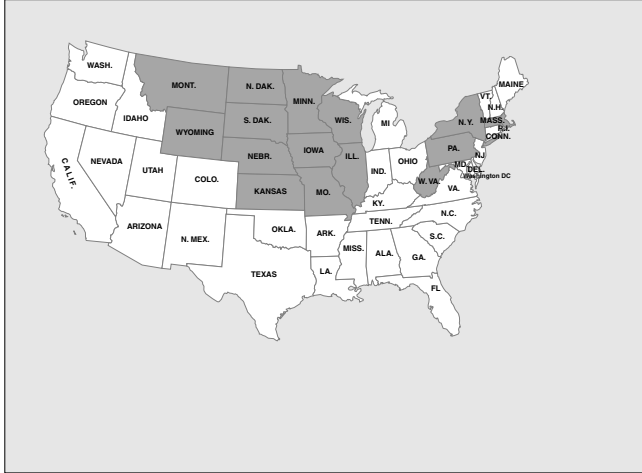 WASH.
MAINE
MONT.
N. DAK.
MINN.
VT.
N.H.
OREGON
IDAHO
S. DAK.
WIS.
MI
N.Y.
MASS.
R.I.
CONN.
WYOMING
NEBR.
IOWA
ILL.
IND.
OHIO
PA.
NJ
MD.
DEL.
Washington DC
NEVADA
UTAH
COLO.
KANSAS
MO.
W. VA.
VA.
CALIF.
KY.
N.C.
TENN.
ARIZONA
N. MEX.
OKLA.
ARK.
S.C.
MISS.
ALA.
GA.
TEXAS
LA.
FL